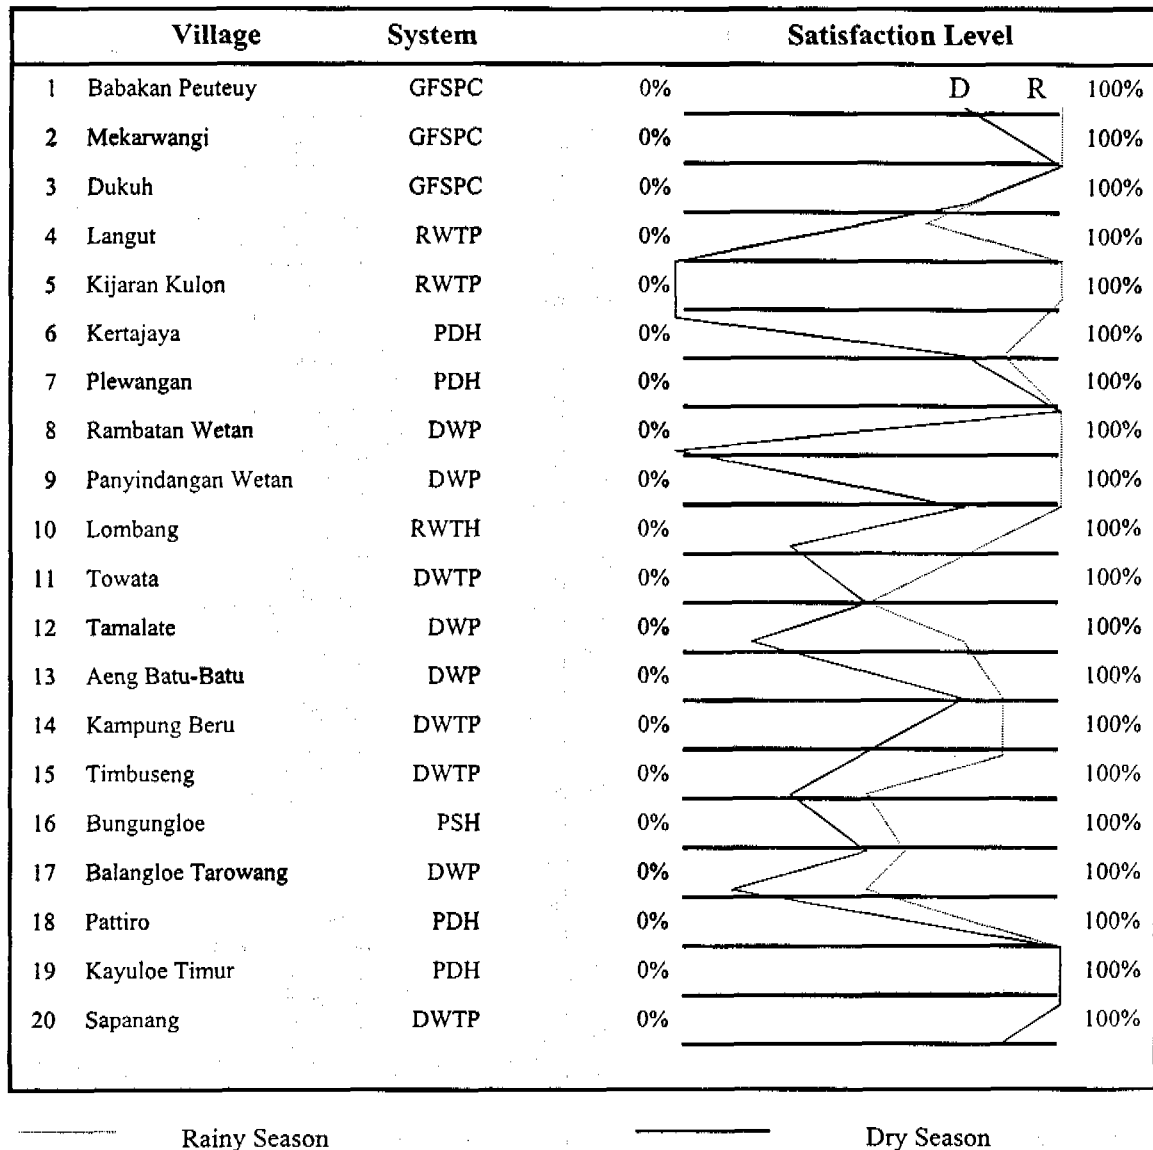 Village System Satisfaction Level
1 Babakan Peuteuy GFSPC 0% D R 100%
2 Mekarwangi GFSPC 0% 100%
3 Dukuh GFSPC 0% 100%
4 Langut RWTP 0% 100%
5 Kijaran Kulon RWTP 0% 100%
6 Kertajaya PDH 0% 100%
7 Plewangan PDH 0% 100%
8 Rambatan Wetan DWP 0% 100%
9 Panyindangan Wetan DWP 0% 100%
10 Lombang RWTH 0% 100%
11 Towata DWTP 0% 100%
12 Tamalate DWP 0% 100%
13 Aeng Batu-Batu DWP 0% 100%
14 Kampung Beru DWTP 0% 100%
15 Timbuseng DWTP 0% 100%
16 Bungungloe PSH 0% 100%
17 Balangloe Tarowang DWP 0% 100%
18 Pattiro PDH 0% 100%
19 Kayuloe Timur PDH 0% 100%
20 Sapanang DWTP 0% 100%
Rainy Season Dry Season